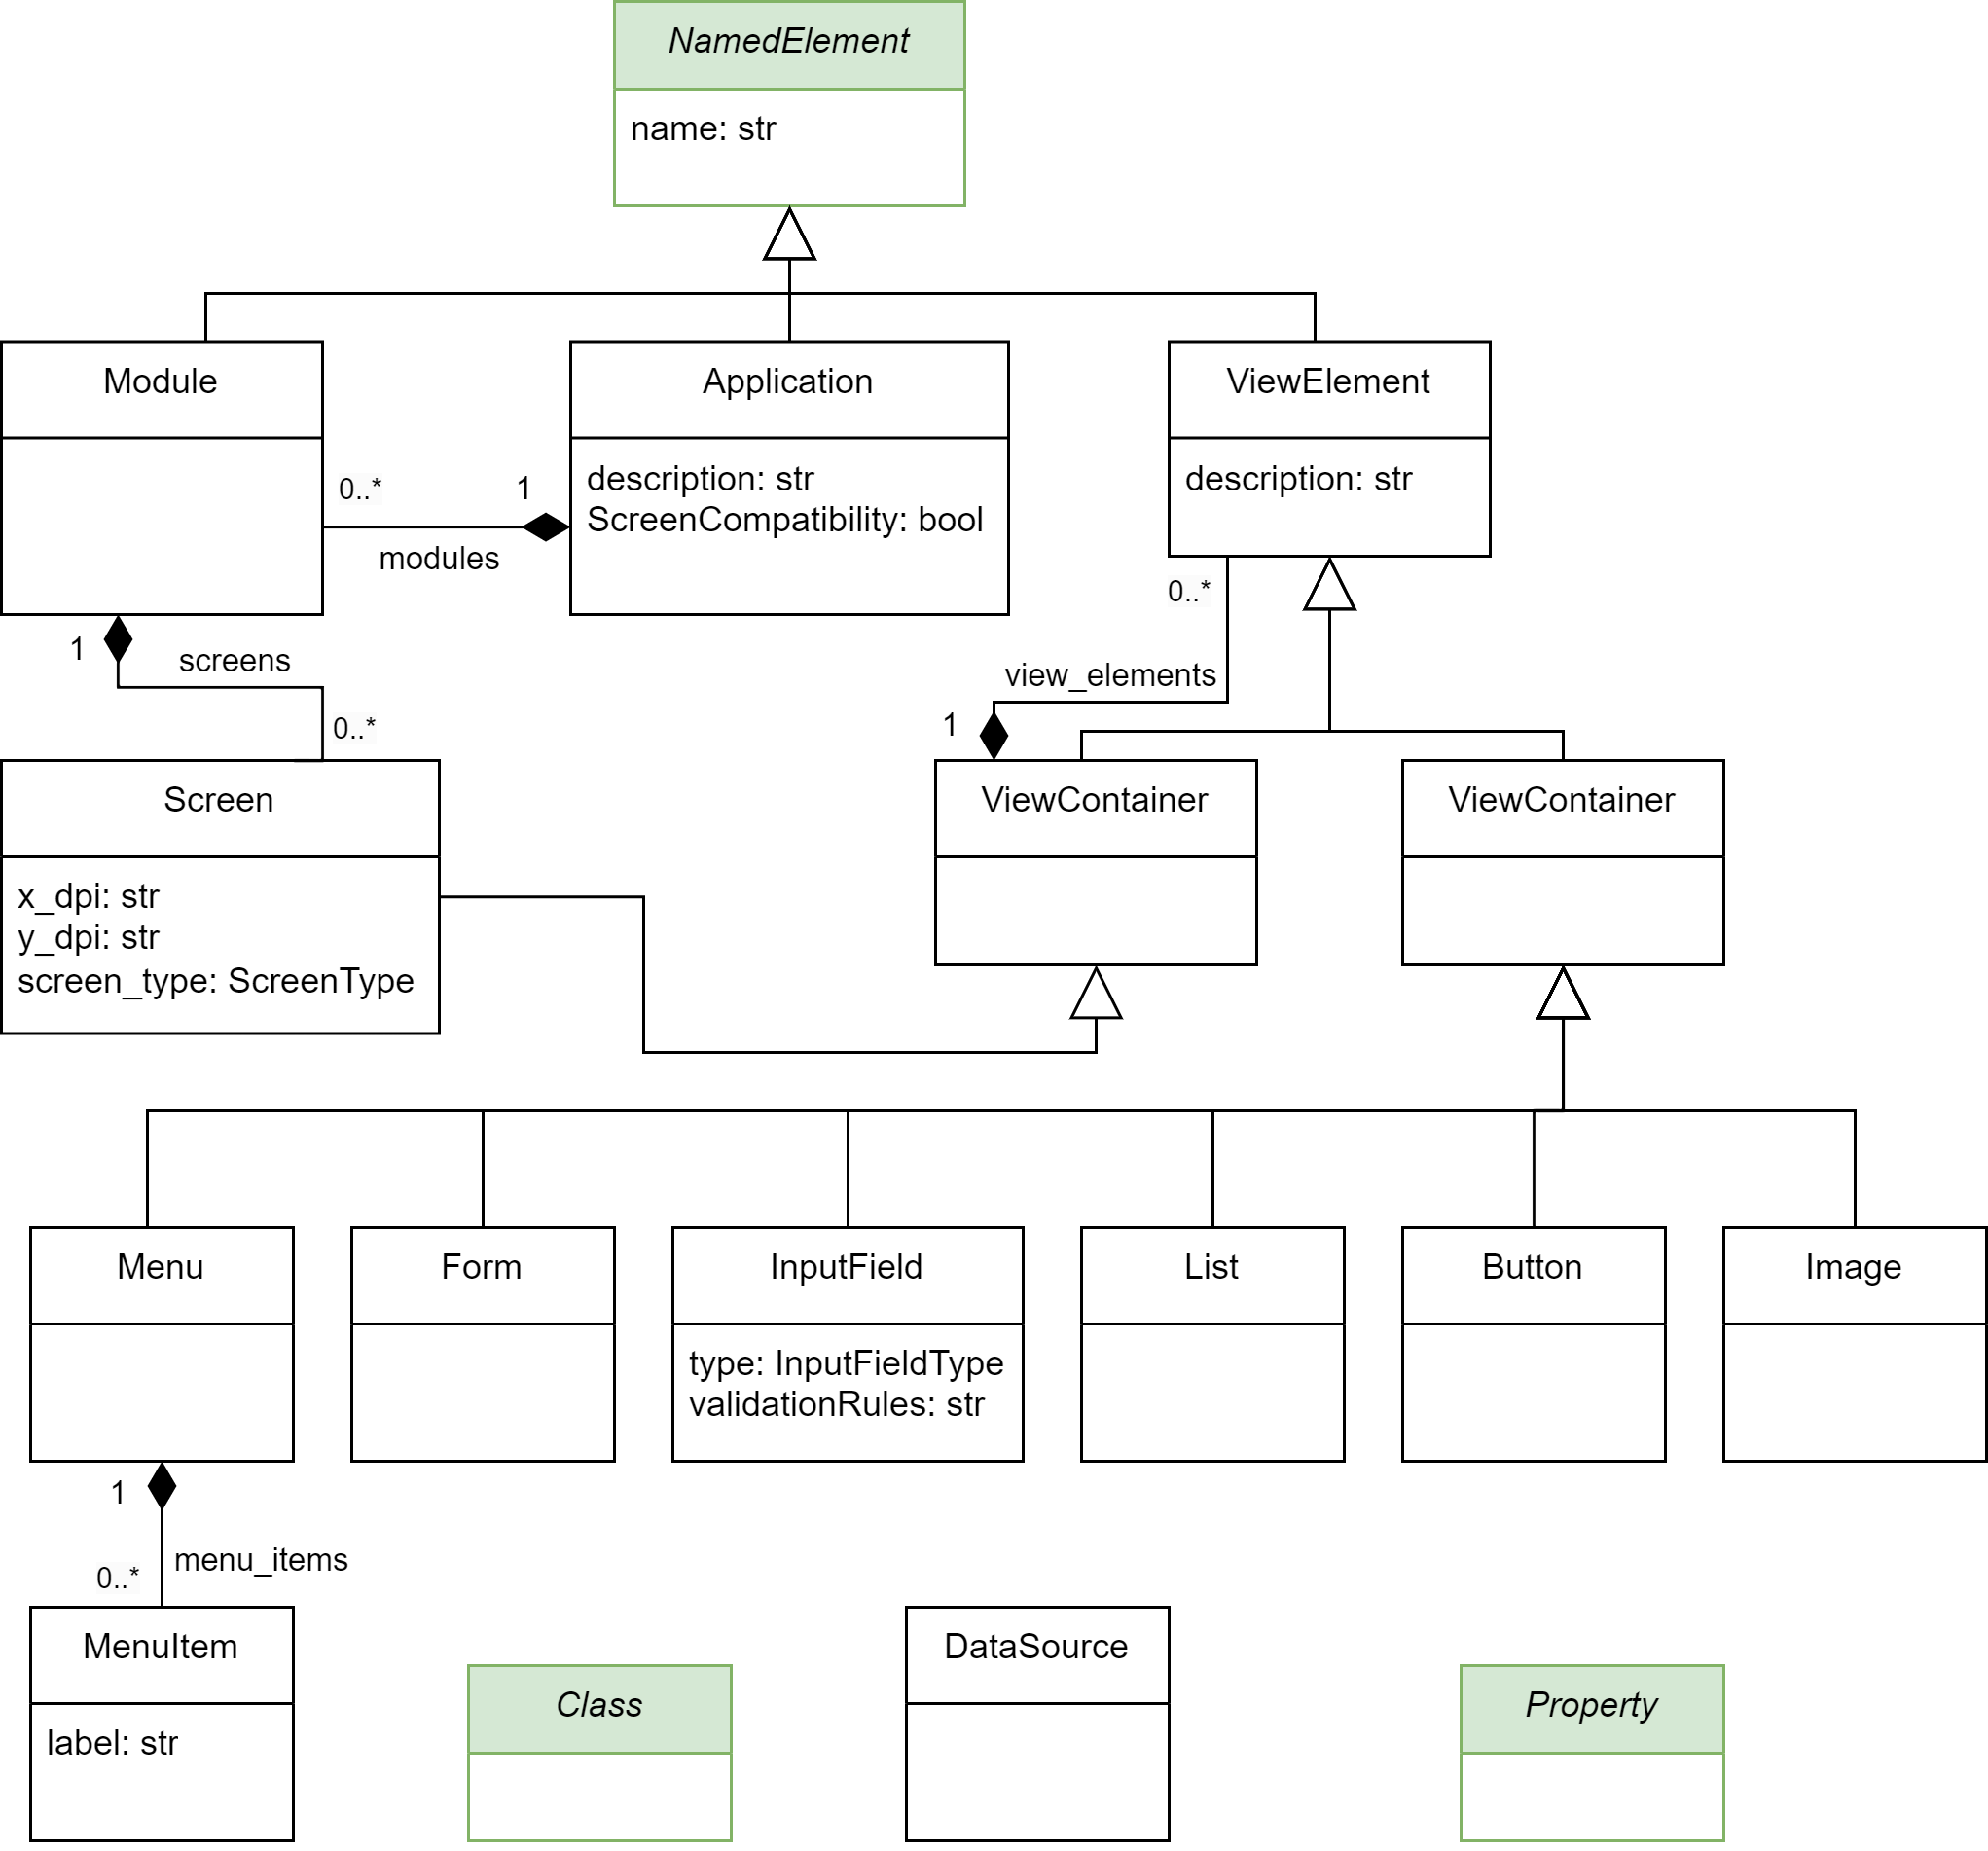 NamedElement
name: str
Module
Application
ViewElement
description: str
ScreenCompatibility: bool
description: str
0..*
1
modules
0..*
1
screens
0..*
view_elements
1
Screen
ViewContainer
ViewContainer
x_dpi: str
y_dpi: str
screen_type: ScreenType
Menu
Form
InputField
List
Button
Image
type: InputFieldType
validationRules: str
1
menu_items
0..*
MenuItem
DataSource
Class
Property
label: str